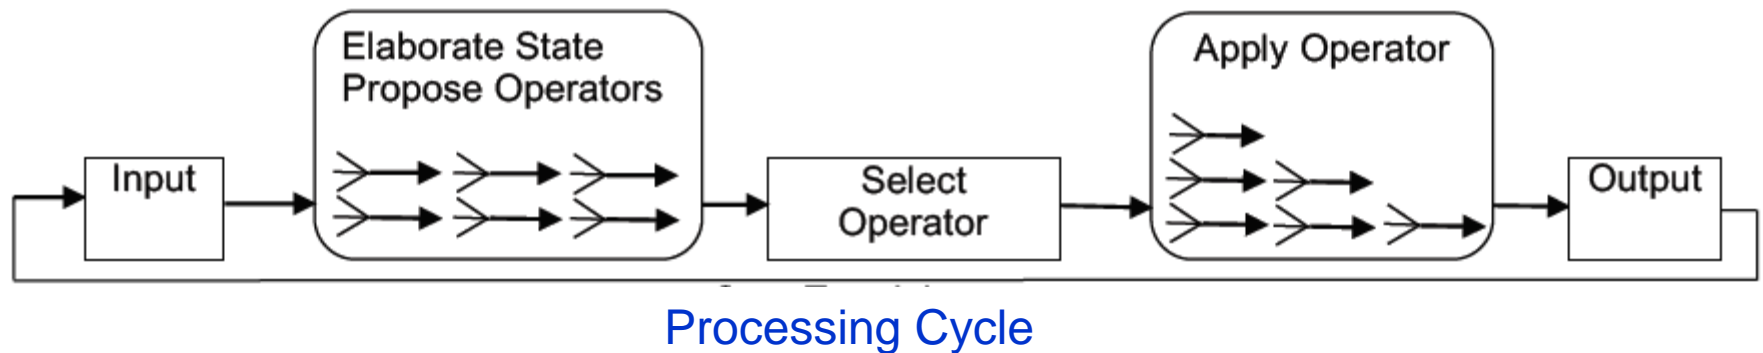 Elaborate State
Propose Operators
Apply Operator
Input
Select
Operator
Output
Processing Cycle